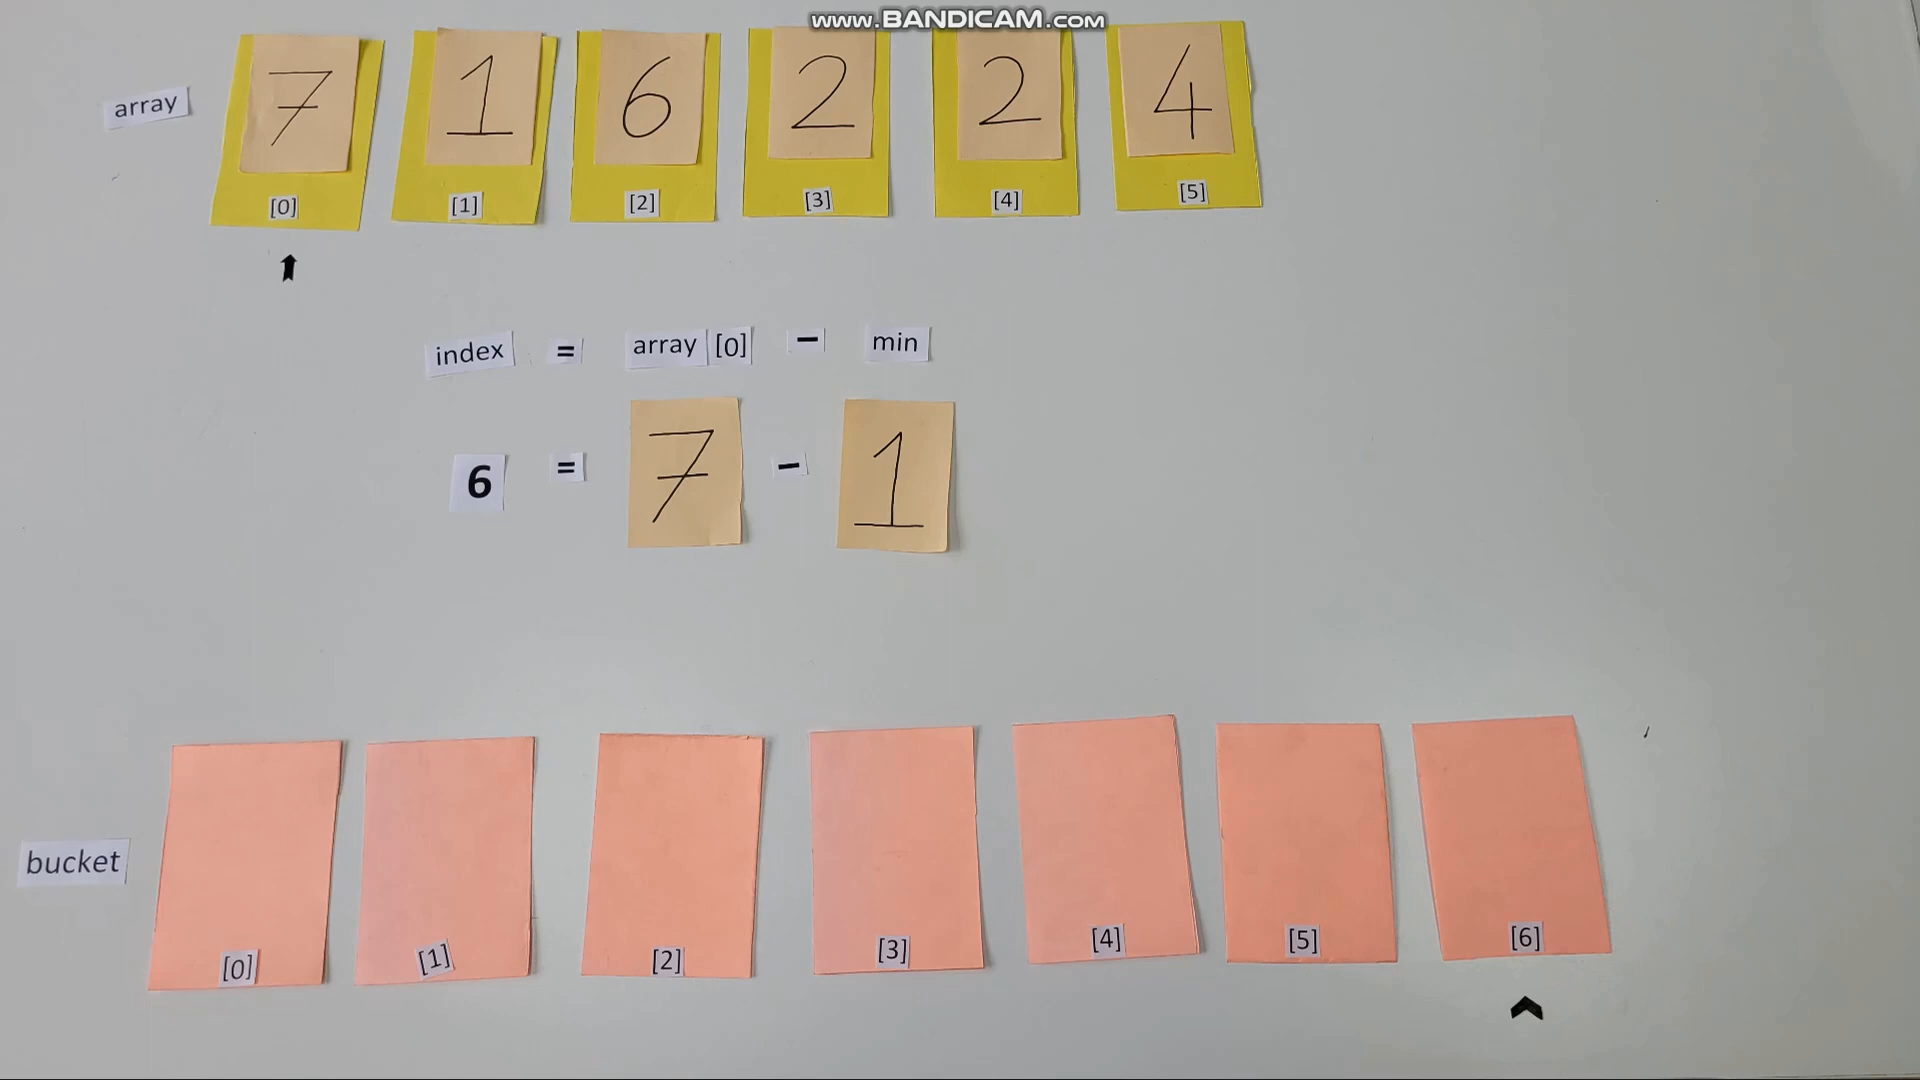 www.BANDICAM.com
array 7 1 6 2 2 4
[0] [1] [2] [3] [4] [5]
index = array [0] - min
6 = 7 - 1
bucket
[0] [1] [2] [3] [4] [5] [6]